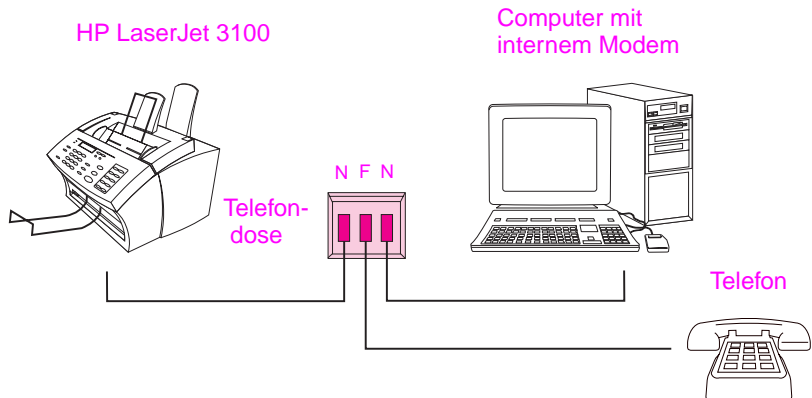 HP LaserJet 3100
Computer mit
internem Modem
N F N
Telefon-
dose
Telefon